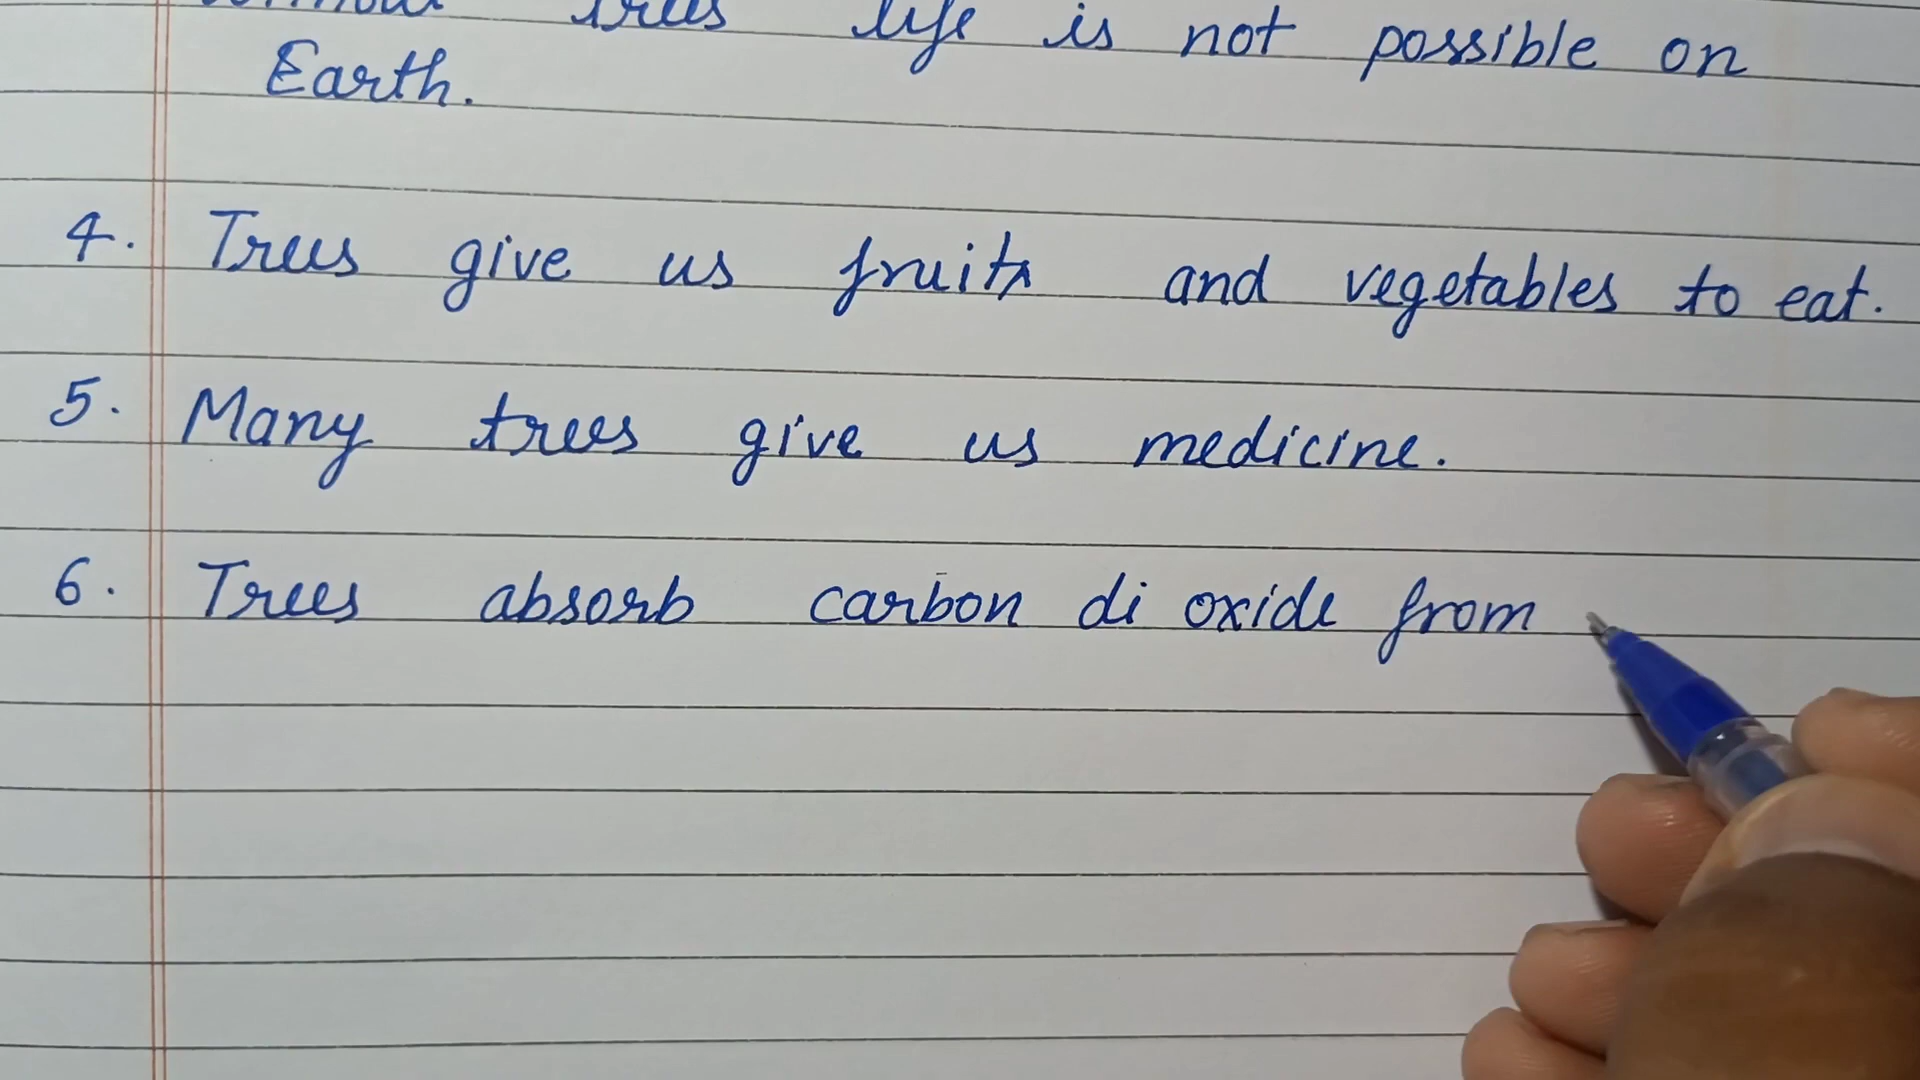 trees life is not possible on
Earth.
4. Trees give us fruits and vegetables to eat.
5. Many trees give us medicine.
6. Trees absorb carbon di oxide from